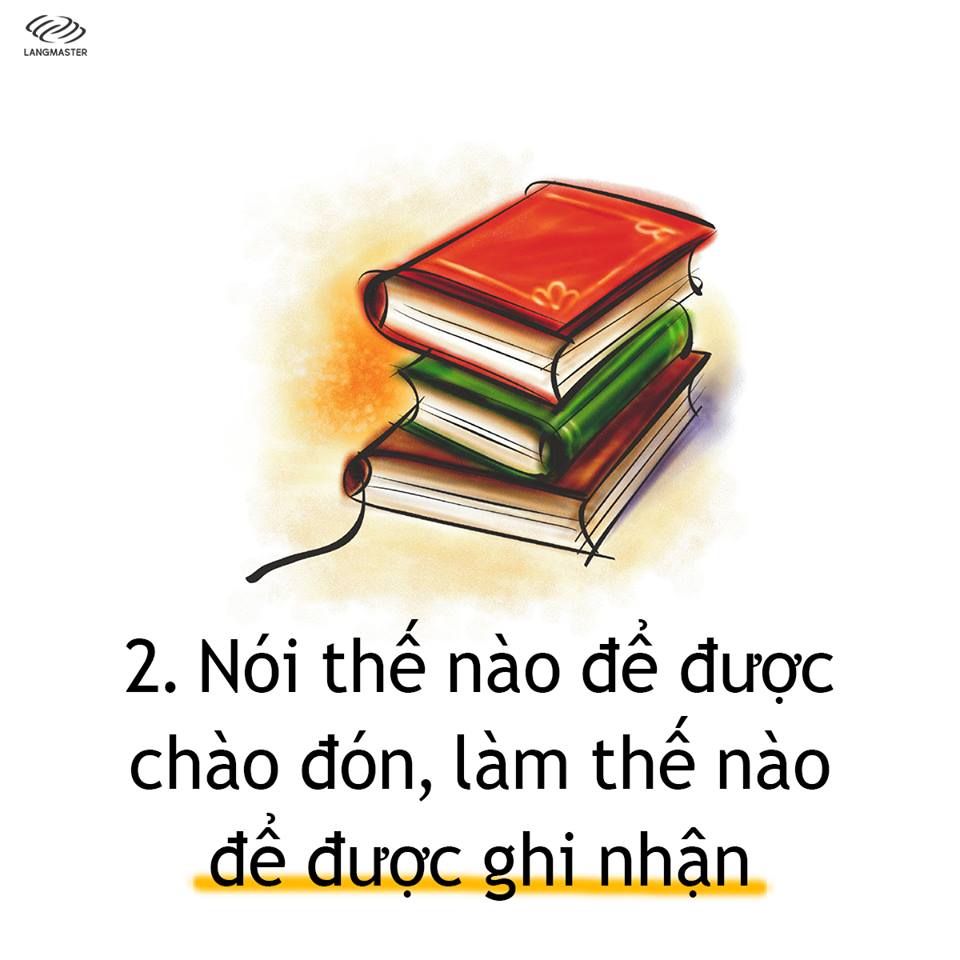 LANGMASTER
2. Nói thế nào để được
chào đón, làm thế nào
để được ghi nhận